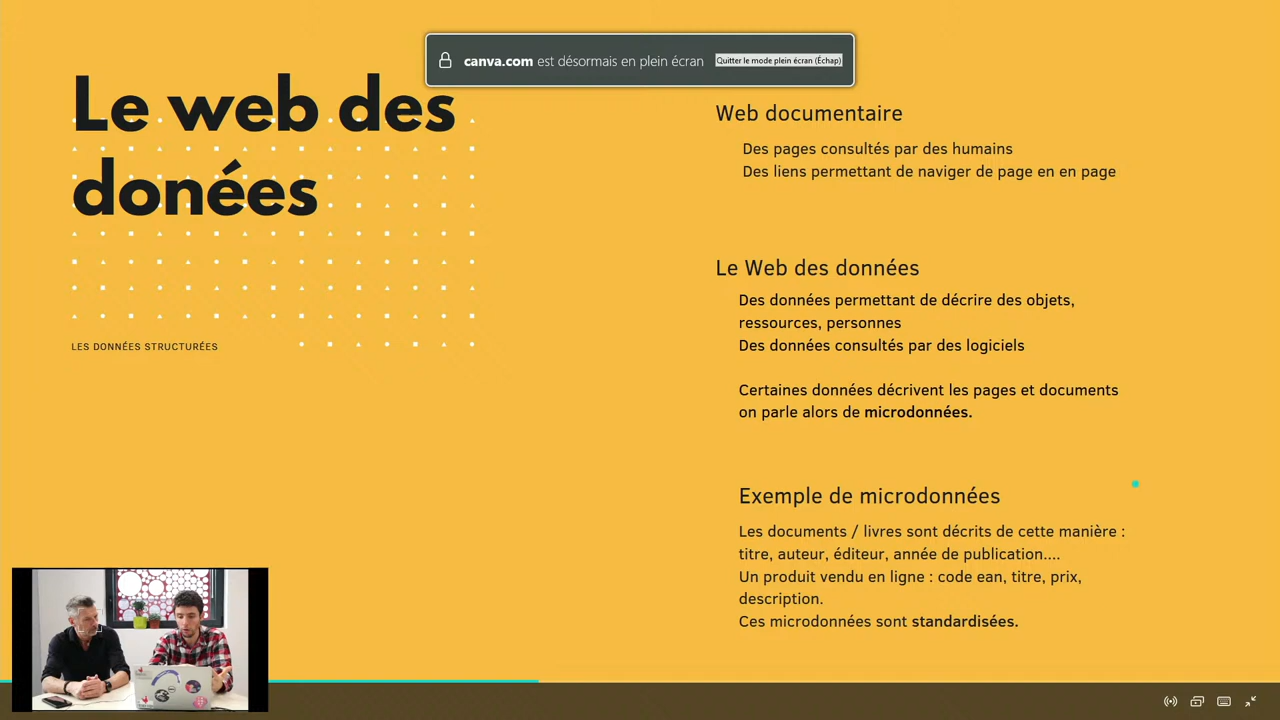 canva.com est désormais en plein écran Quitter le mode plein écran (Échap)
Le web des
donées
LES DONNÉES STRUCTURÉES
Web documentaire
Des pages consultés par des humains
Des liens permettant de naviger de page en en page
Le Web des données
Des données permettant de décrire des objets,
ressources, personnes
Des données consultés par des logiciels
Certaines données décrivent les pages et documents
on parle alors de microdonnées.
Exemple de microdonnées
Les documents / livres sont décrits de cette manière :
titre, auteur, éditeur, année de publication....
Un produit vendu en ligne : code ean, titre, prix,
description.
Ces microdonnées sont standardisées.